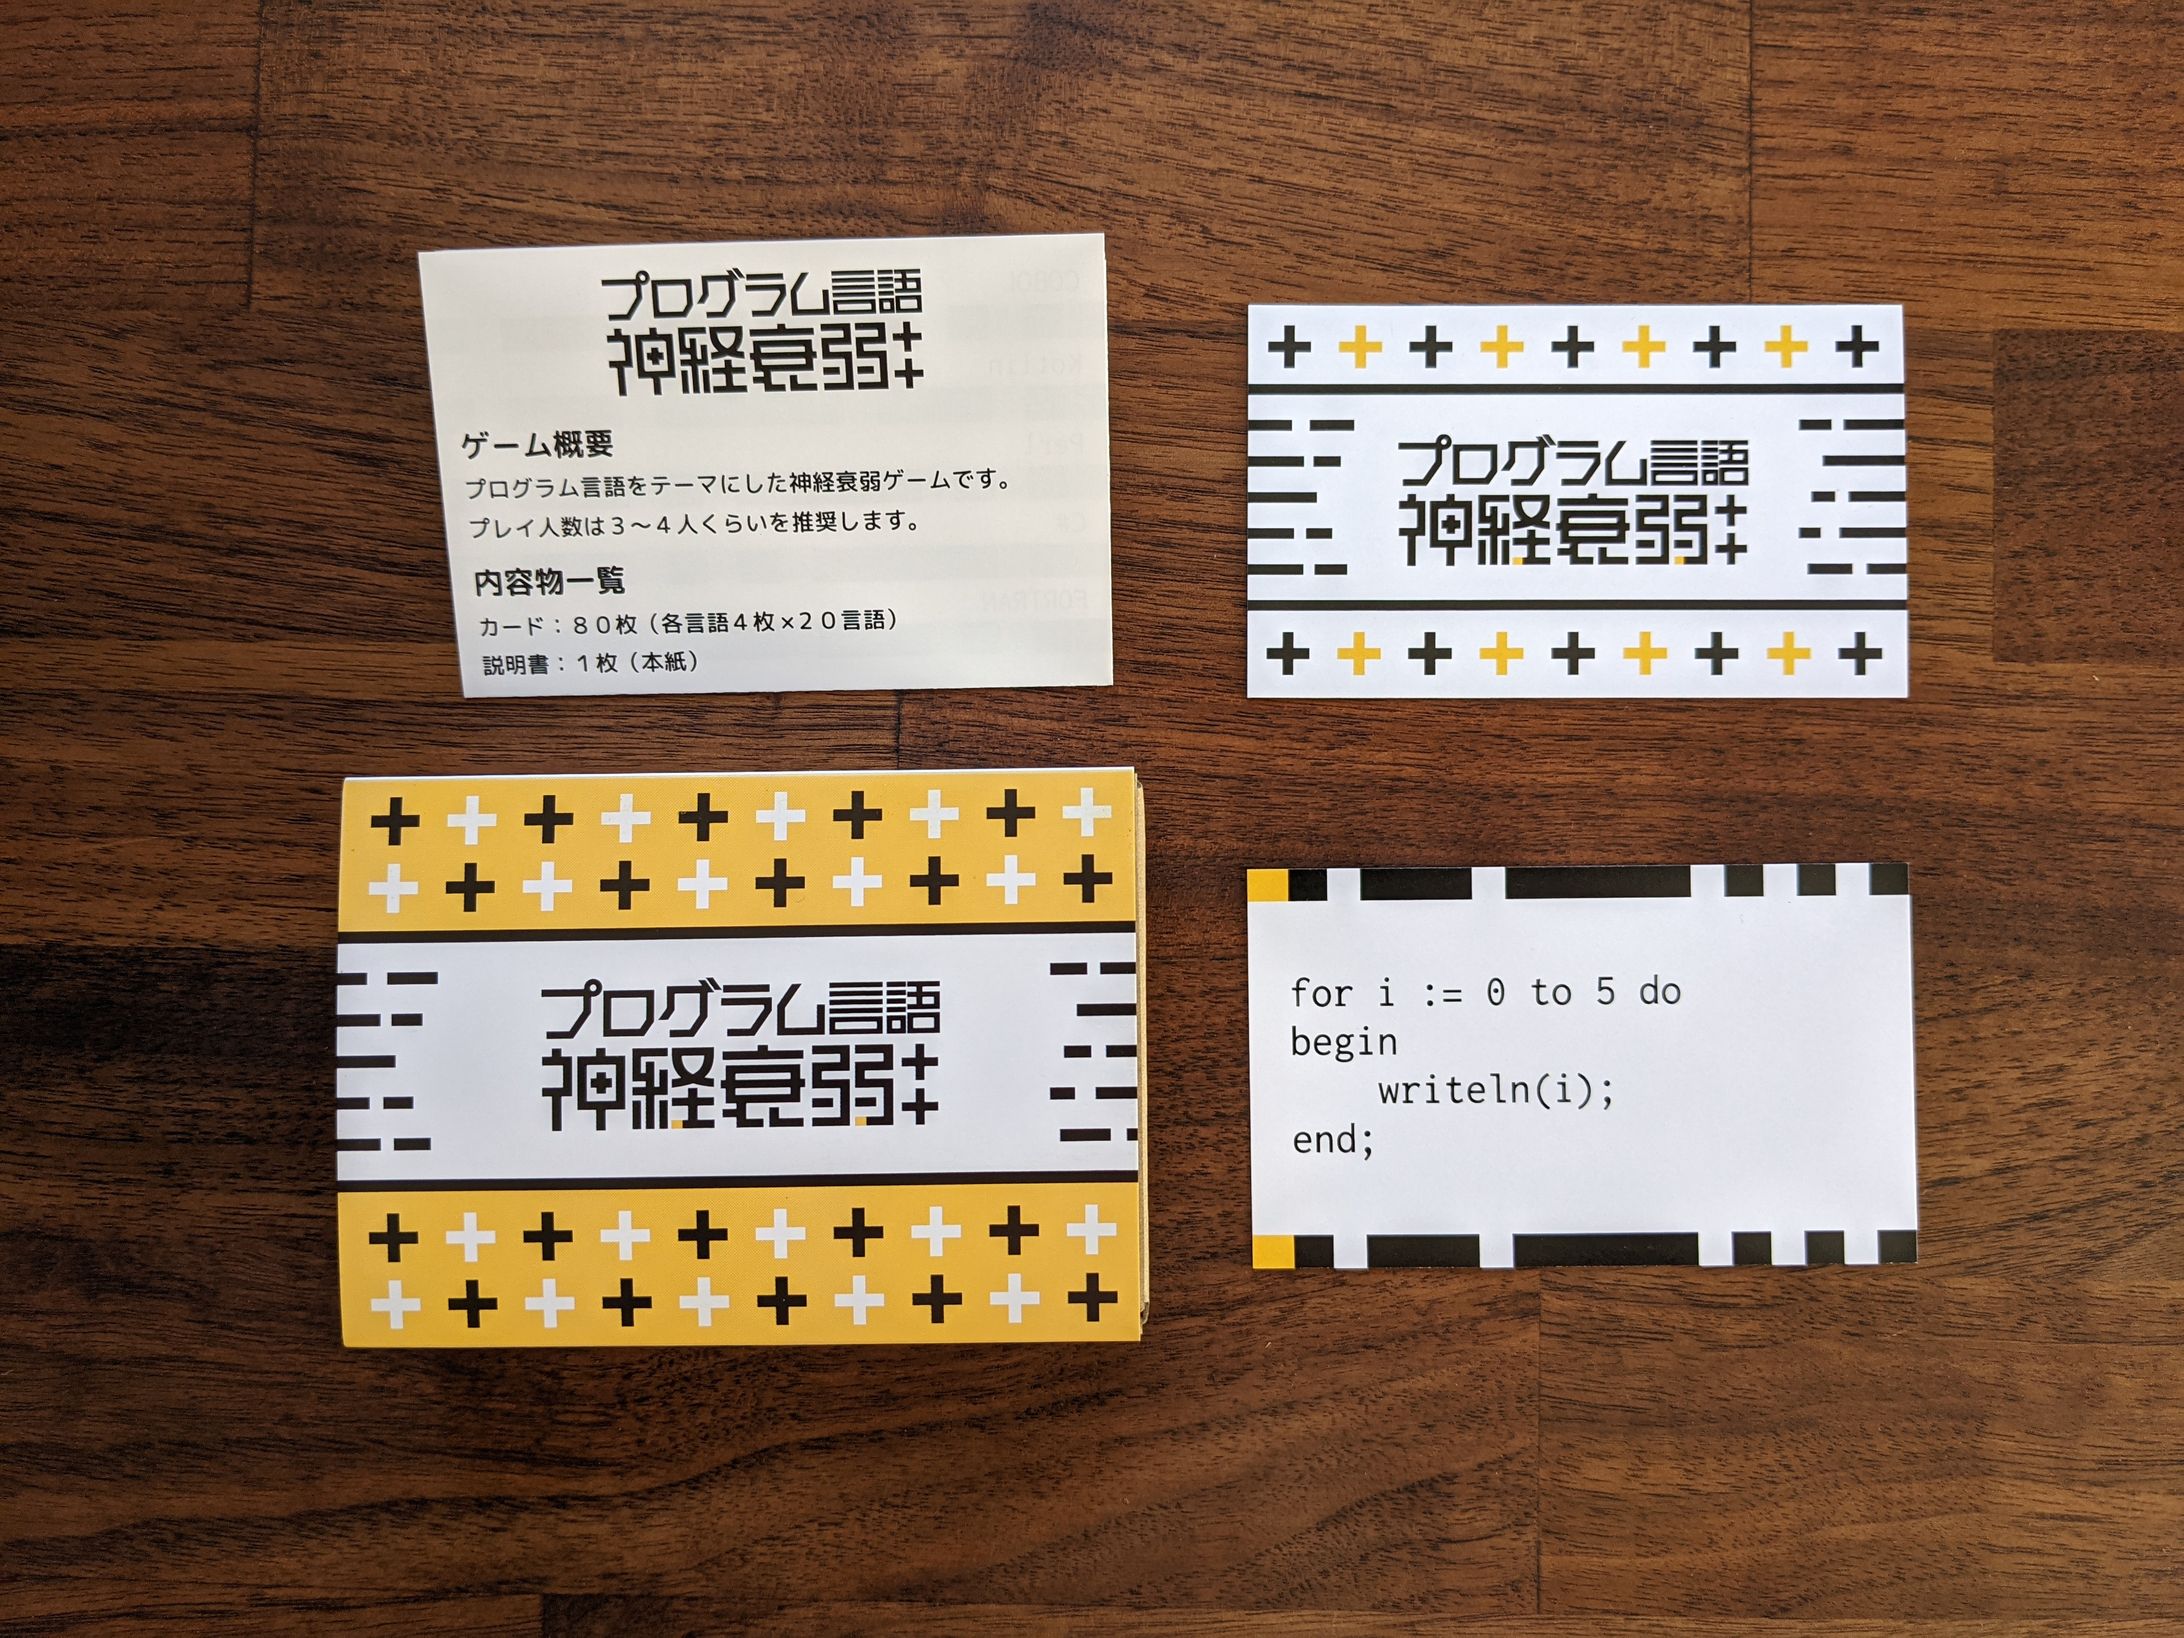 プログラム言語
神経衰弱++
ゲーム概要
プログラム言語をテーマにした神経衰弱ゲームです。
プレイ人数は3〜4人くらいを推奨します。
内容物一覧
カード：80枚（各言語4枚×20言語）
説明書：1枚（本紙）
プログラム言語
神経衰弱++
プログラム言語
神経衰弱++
for i := 0 to 5 do
begin
    writeln(i);
end;
COBOL
Kotlin
C#
FORTRAN